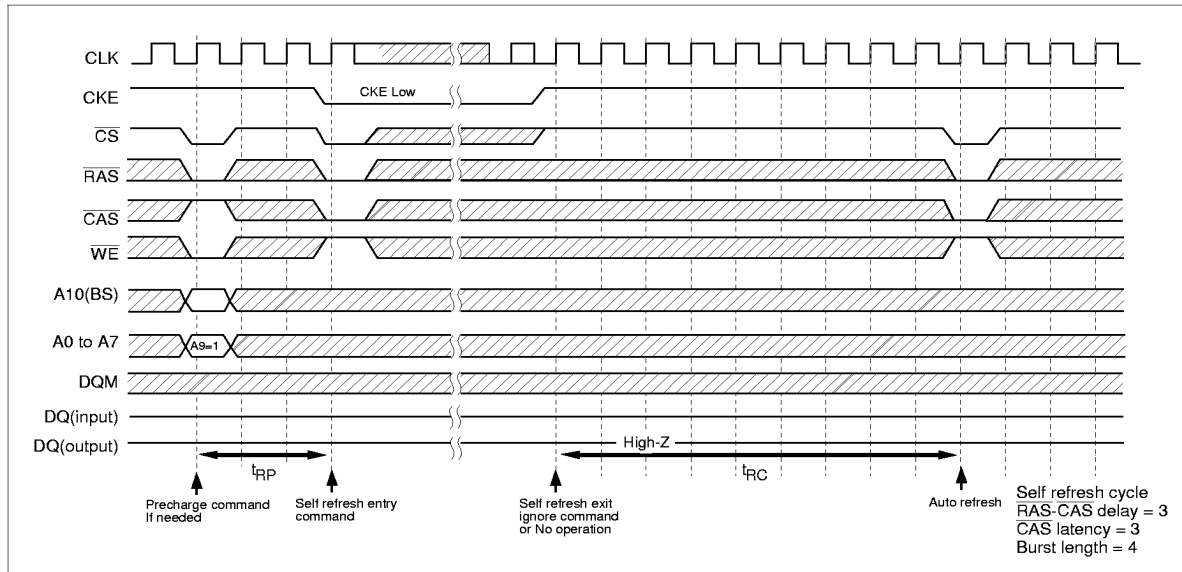 CLK
CKE
CKE Low
CS
RAS
CAS
WE
A10(BS)
A0 to A7
A9=1
DQM
DQ(input)
DQ(output)
High-Z
tRP
tRC
Precharge command
If needed
Self refresh entry
command
Self refresh exit
ignore command
or No operation
Auto refresh
Self refresh cycle
RAS-CAS delay = 3
CAS latency = 3
Burst length = 4